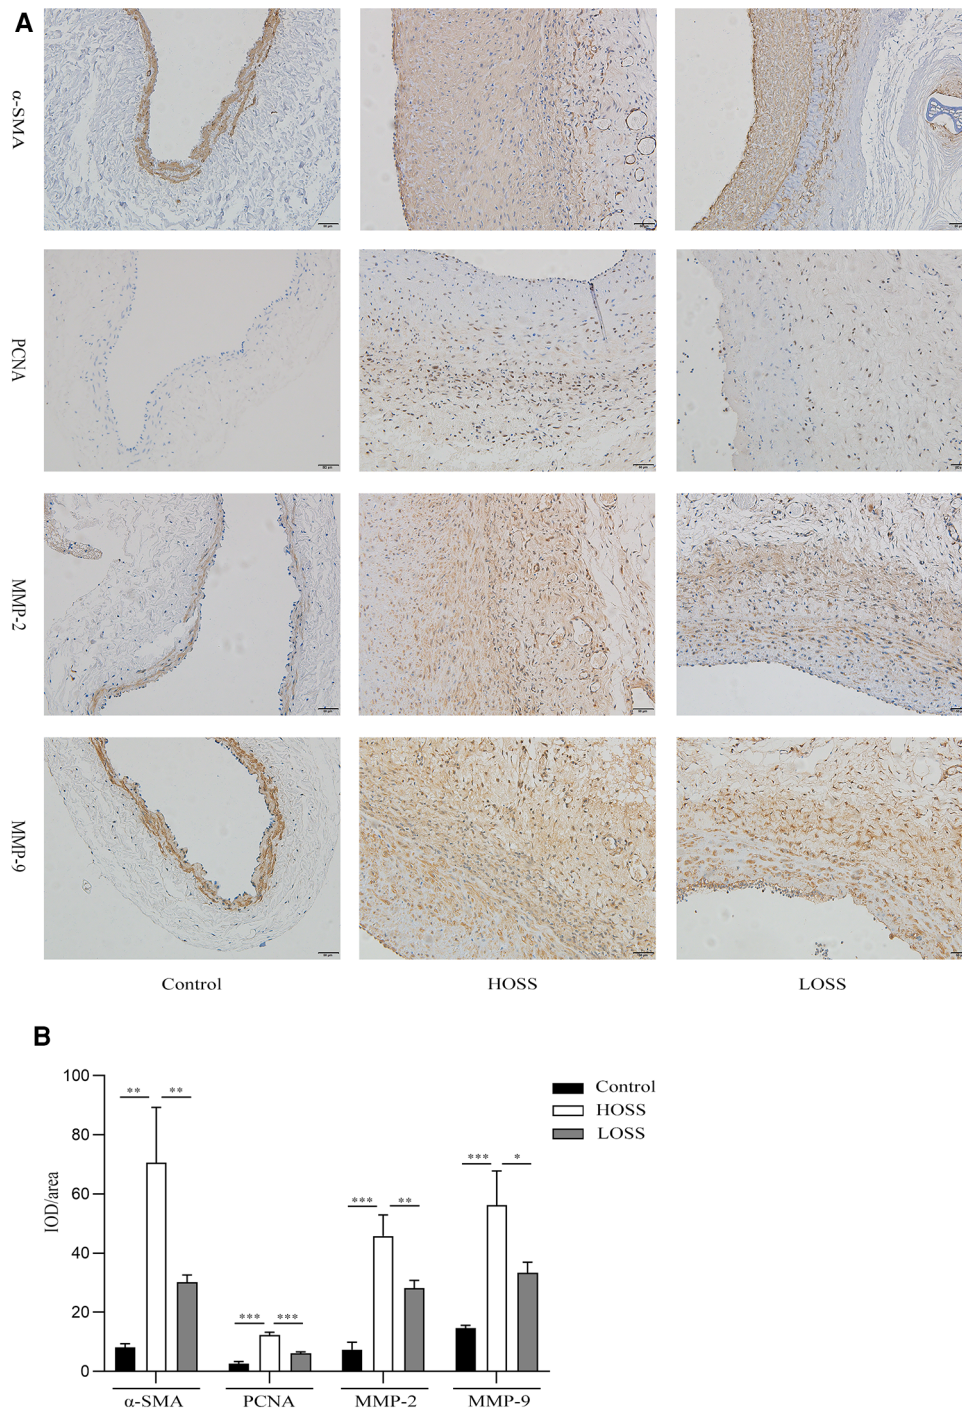 A
α-SMA
PCNA
MMP-2
MMP-9
Control HOSS LOSS
B
100
80
60
40
20
0
IOD/area
** **
*** ***
*** **
*** *
Control
HOSS
LOSS
α-SMA PCNA MMP-2 MMP-9